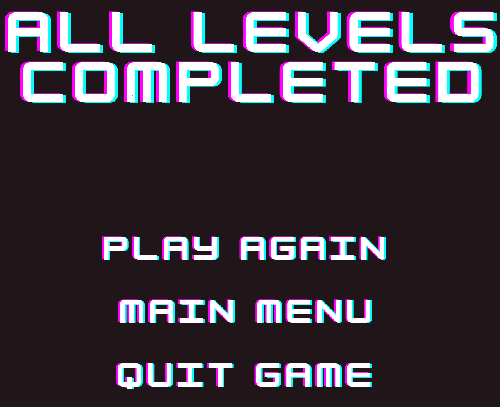 ALL LEVELS
COMPLETED
PLAY AGAIN
MAIN MENU
QUIT GAME